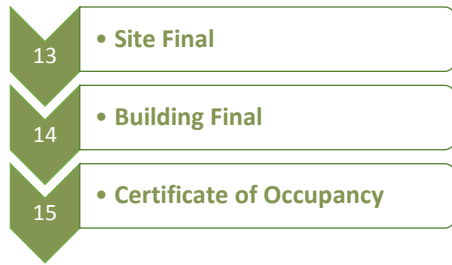 13
• Site Final
14
• Building Final
15
• Certificate of Occupancy